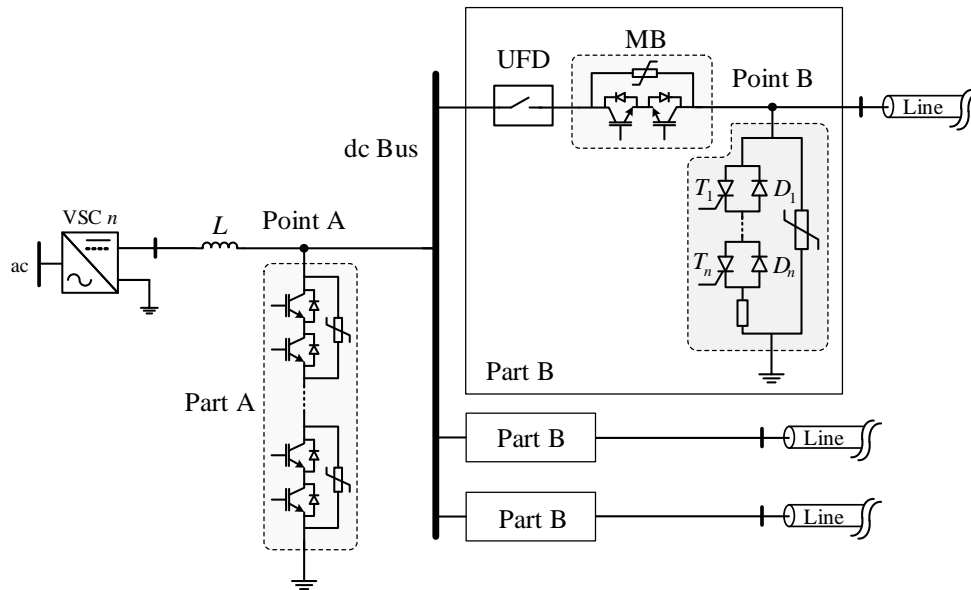 MB
UFD
Point B
Line
dc Bus
T1
D1
VSC n
L
Point A
ac
Tn
Dn
Part B
Part A
Part B
Line
Part B
Line